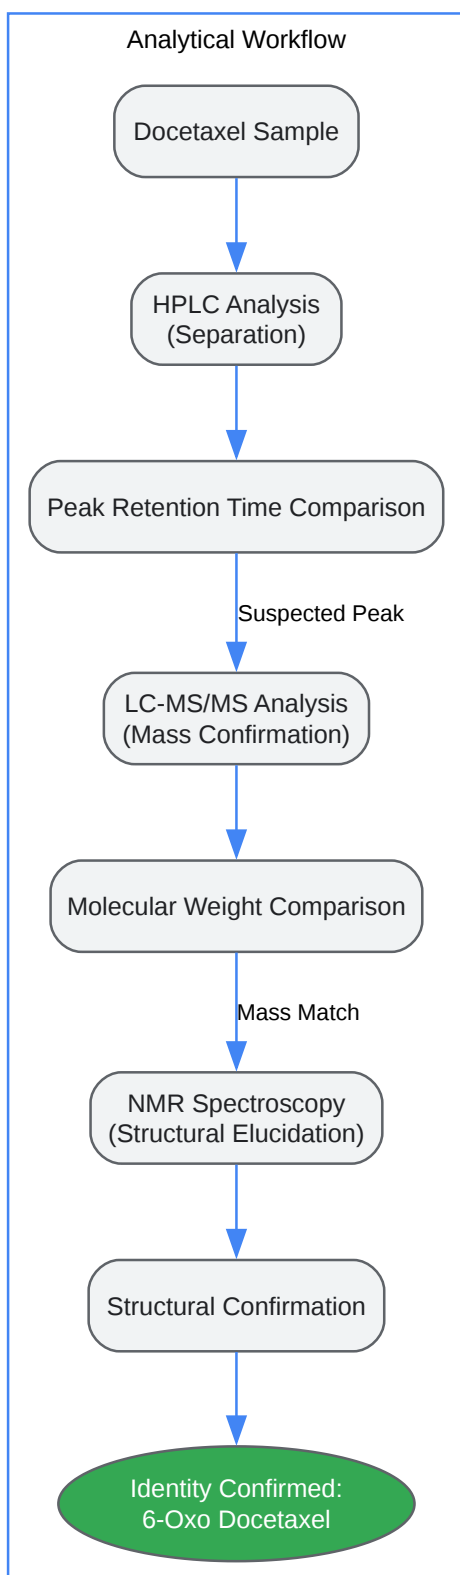 Analytical Workflow
Docetaxel Sample
HPLC Analysis
(Separation)
Peak Retention Time Comparison
Suspected Peak
LC-MS/MS Analysis
(Mass Confirmation)
Molecular Weight Comparison
Mass Match
NMR Spectroscopy
(Structural Elucidation)
Structural Confirmation
Identity Confirmed:
6-Oxo Docetaxel